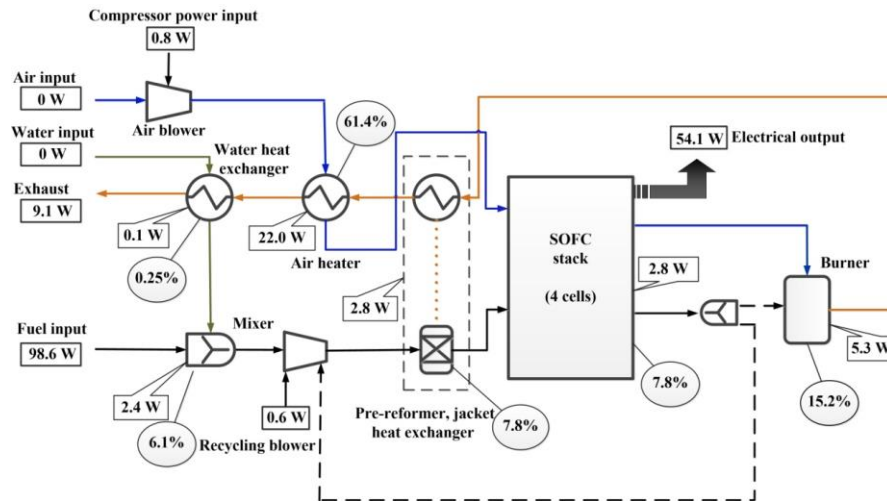 Compressor power input
0.8 W
Air input
0 W
Air blower
Water input
0 W
Water heat
exchanger
61.4%
54.1 W
Electrical output
Exhaust
9.1 W
0.1 W
0.25%
22.0 W
Air heater
SOFC
stack
(4 cells)
2.8 W
2.8 W
Burner
5.3 W
Fuel input
98.6 W
Mixer
2.4 W
6.1%
0.6 W
Recycling blower
Pre-reformer, jacket
heat exchanger
7.8%
7.8%
15.2%